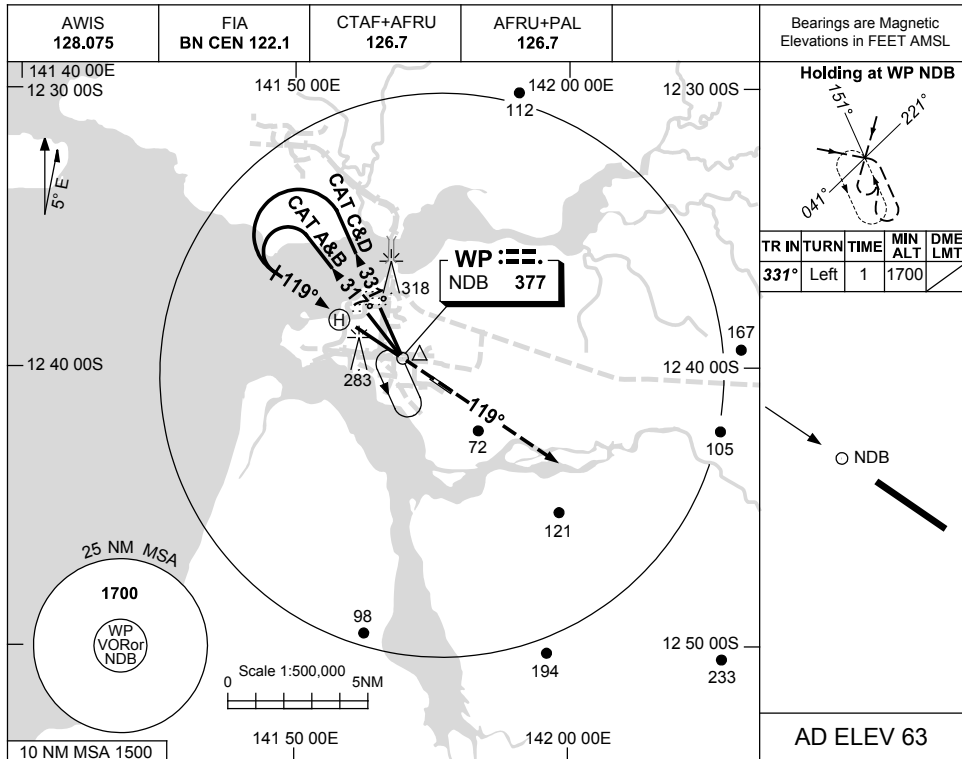 AWIS
128.075
FIA
BN CEN 122.1
CTAF+AFRU
126.7
AFRU+PAL
126.7
Bearings are Magnetic
Elevations in FEET AMSL
141 40 00E
12 30 00S
141 50 00E
142 00 00E
12 30 00S
112
5° E
CAT C&D
CAT A&B
119°
317°
331°
318
WP
NDB 377
H
283
12 40 00S
12 40 00S
167
105
119°
72
121
25 NM MSA
1700
WP
VORor
NDB
98
194
12 50 00S
233
Scale 1:500,000
0 5NM
10 NM MSA 1500
141 50 00E
142 00 00E
Holding at WP NDB
151°
221°
041°
TR IN TURN TIME MIN ALT DME LMT
331° Left 1 1700
NDB
AD ELEV 63